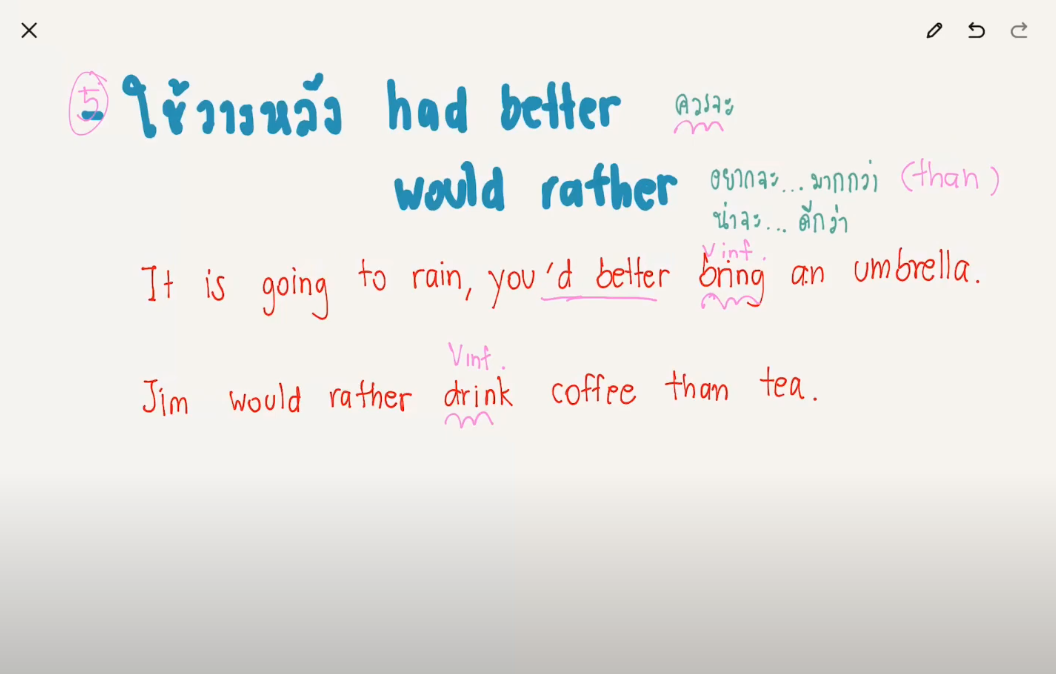 5 - ใช้วางหลัง had better ควรจะ
would rather อยากจะ... มากกว่า (than)
น่าจะ... ดีกว่า
Vinf.
It is going to rain, you'd better bring an umbrella.
Vinf.
Jim would rather drink coffee than tea.